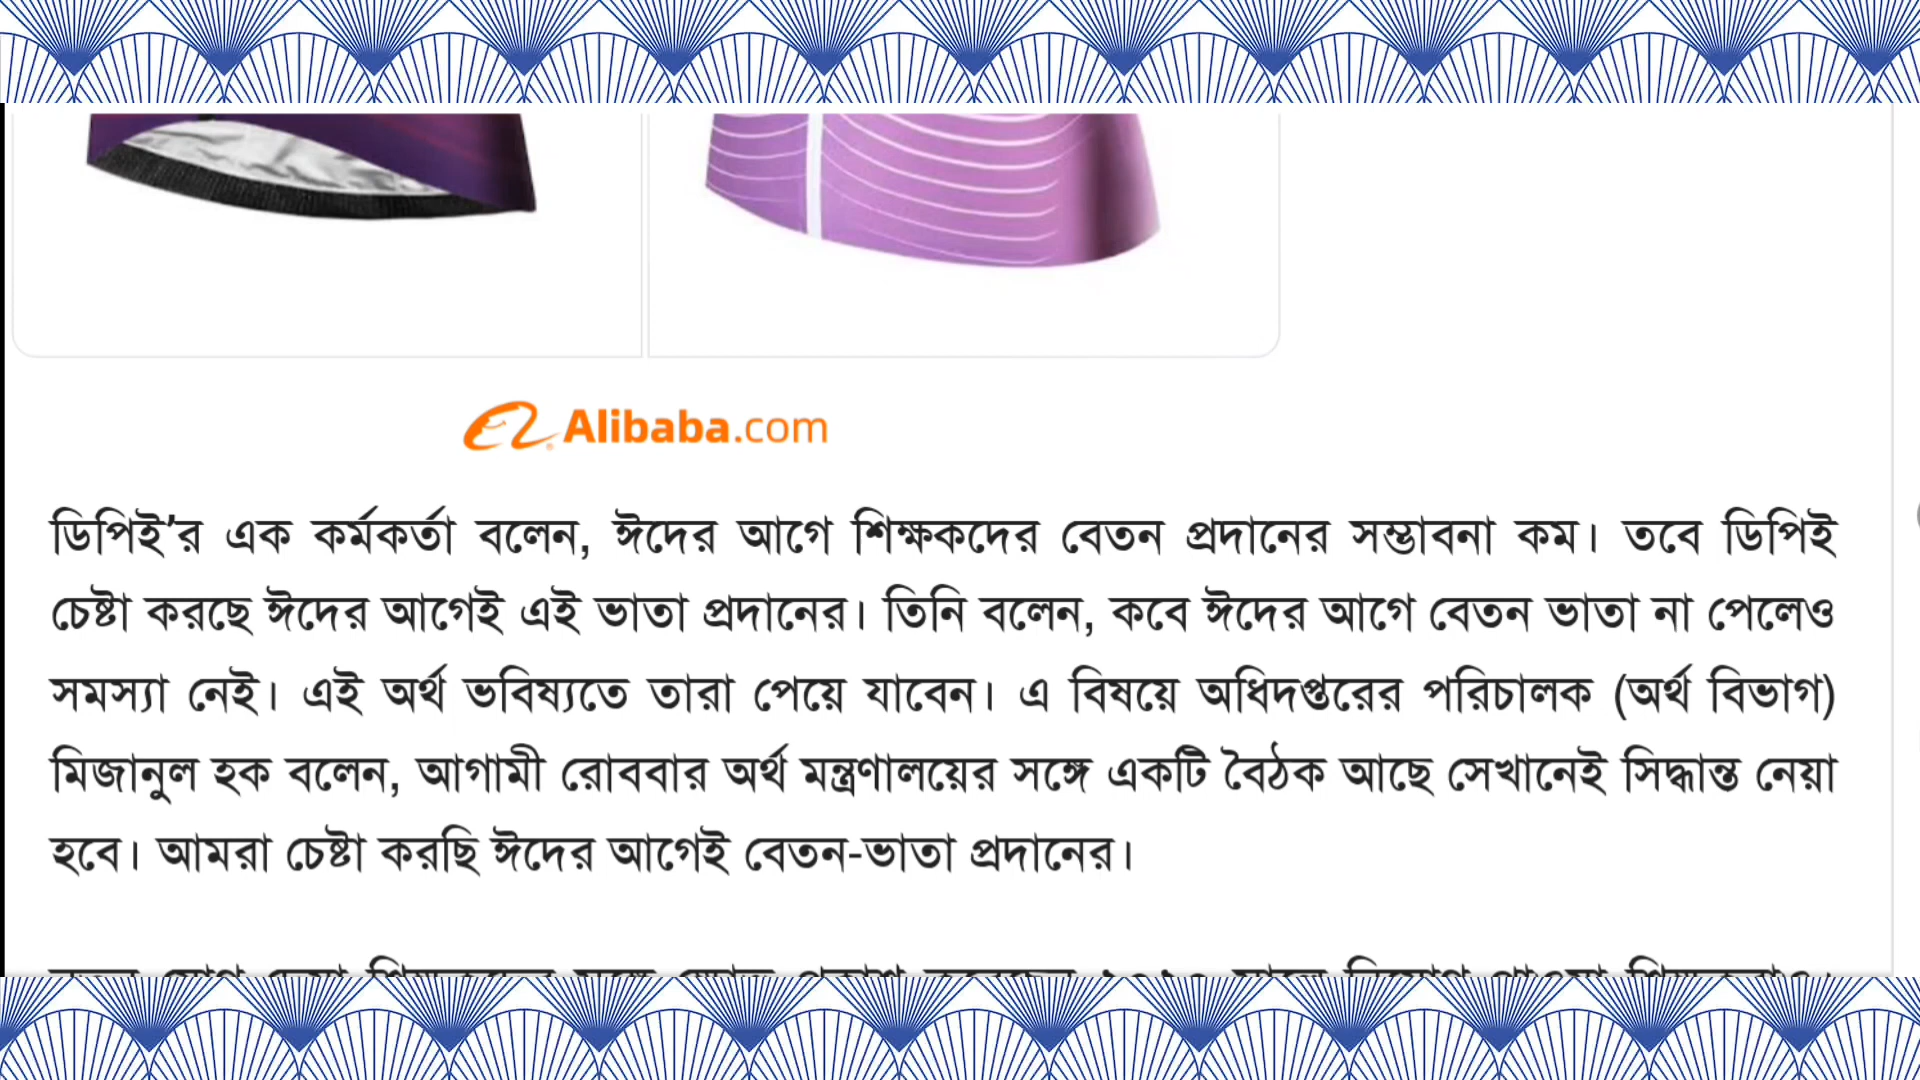 Alibaba.com
ডিপিই’র এক কর্মকর্তা বলেন, ঈদের আগে শিক্ষকদের বেতন প্রদানের সম্ভাবনা কম। তবে ডিপিই
চেষ্টা করছে ঈদের আগেই এই ভাতা প্রদানের। তিনি বলেন, কবে ঈদের আগে বেতন ভাতা না পেলেও
সমস্যা নেই। এই অর্থ ভবিষ্যতে তারা পেয়ে যাবেন। এ বিষয়ে অধিদপ্তরের পরিচালক (অর্থ বিভাগ)
মিজানুল হক বলেন, আগামী রোববার অর্থ মন্ত্রণালয়ের সঙ্গে একটি বৈঠক আছে সেখানেই সিদ্ধান্ত নেয়া
হবে। আমরা চেষ্টা করছি ঈদের আগেই বেতন-ভাতা প্রদানের।